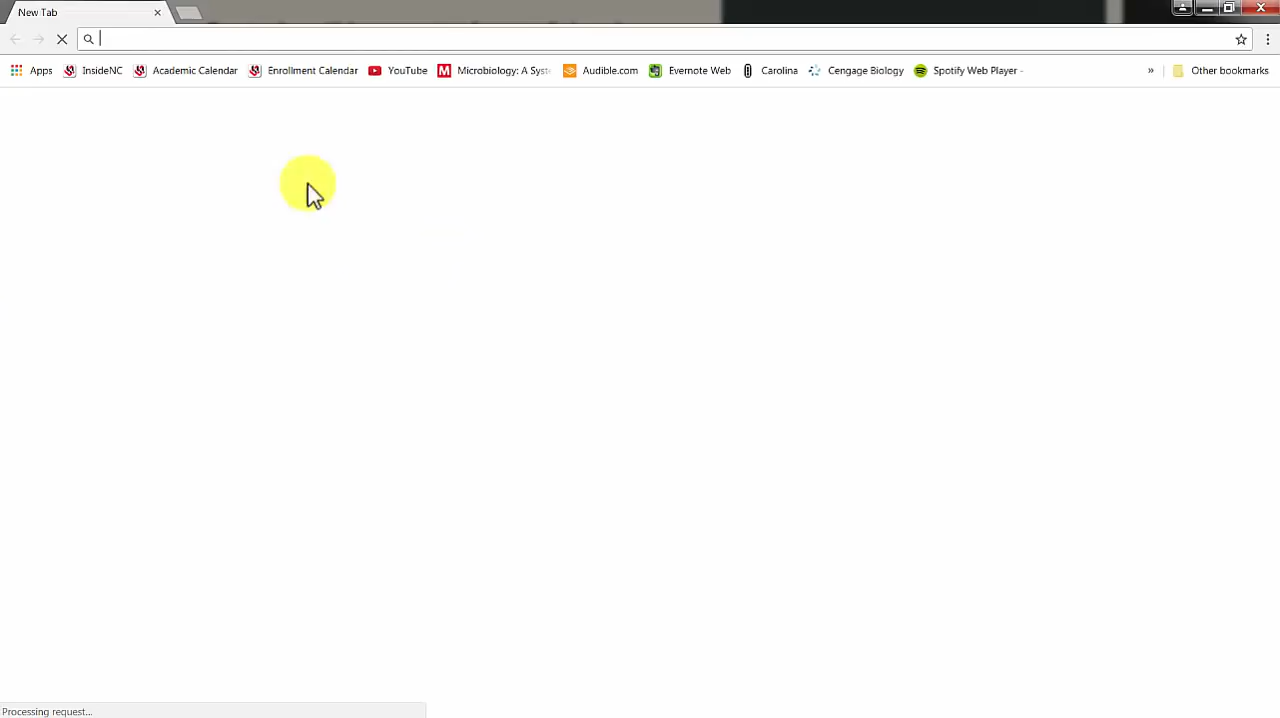 New Tab
Apps InsideNC Academic Calendar Enrollment Calendar YouTube Microbiology: A Syst Audible.com Evernote Web Carolina Cengage Biology Spotify Web Player - » Other bookmarks
Processing request...